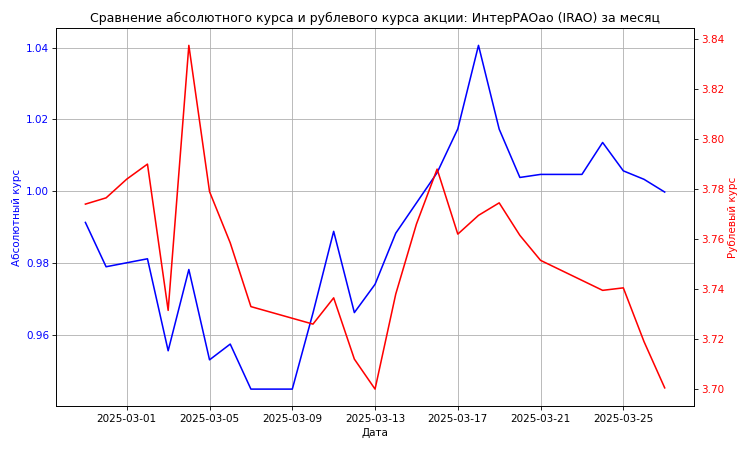 Сравнение абсолютного курса и рублевого курса акции: ИнтерРАОао (IRAO) за месяц
1.04
1.02
1.00
0.98
0.96
Абсолютный курс
3.84
3.82
3.80
3.78
3.76
3.74
3.72
3.70
Рублевый курс
2025-03-01 2025-03-05 2025-03-09 2025-03-13 2025-03-17 2025-03-21 2025-03-25
Дата